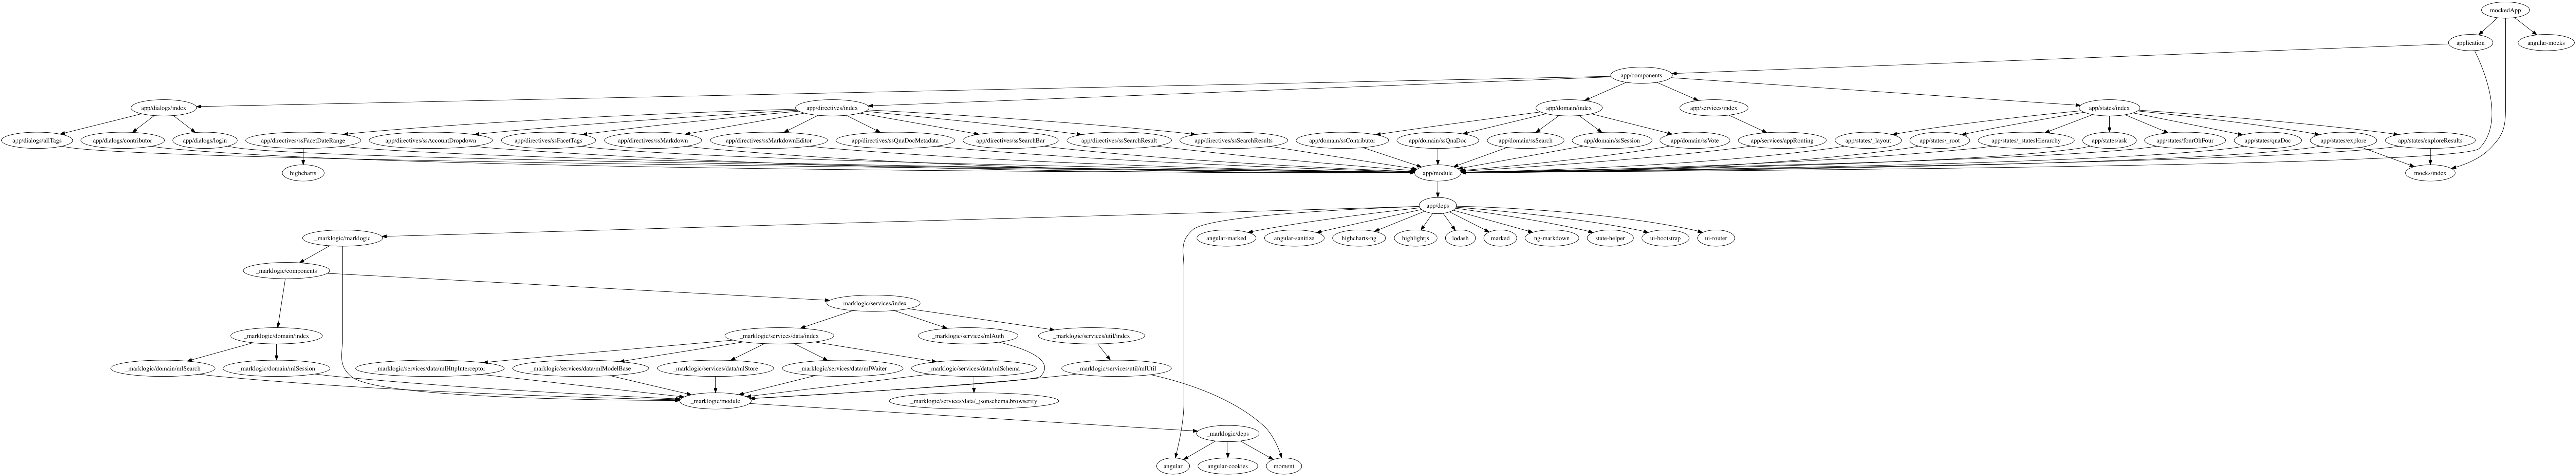 mockedApp
application
angular-mocks
app/components
app/dialogs/index
app/directives/index
app/domain/index
app/services/index
app/states/index
app/dialogs/allTags
app/dialogs/contributor
app/dialogs/login
app/directives/ssFacetDateRange
app/directives/ssAccountDropdown
app/directives/ssFacetTags
app/directives/ssMarkdown
app/directives/ssMarkdownEditor
app/directives/ssQnaDocMetadata
app/directives/ssSearchBar
app/directives/ssSearchResult
app/directives/ssSearchResults
app/domain/ssContributor
app/domain/ssQnaDoc
app/domain/ssSearch
app/domain/ssSession
app/domain/ssVote
app/services/appRouting
app/states/_layout
app/states/_root
app/states/_statesHierarchy
app/states/ask
app/states/fourOhFour
app/states/qnaDoc
app/states/explore
app/states/exploreResults
highcharts
app/module
mocks/index
app/deps
_marklogic/marklogic
angular-marked
angular-sanitize
highcharts-ng
highlightjs
lodash
marked
ng-markdown
state-helper
ui-bootstrap
ui-router
_marklogic/components
_marklogic/services/index
_marklogic/domain/index
_marklogic/services/data/index
_marklogic/services/mlAuth
_marklogic/services/util/index
_marklogic/domain/mlSearch
_marklogic/domain/mlSession
_marklogic/services/data/mlHttpInterceptor
_marklogic/services/data/mlModelBase
_marklogic/services/data/mlStore
_marklogic/services/data/mlWaiter
_marklogic/services/data/mlSchema
_marklogic/services/util/mlUtil
_marklogic/module
_marklogic/services/data/_jsonschema.browserify
_marklogic/deps
angular
angular-cookies
moment